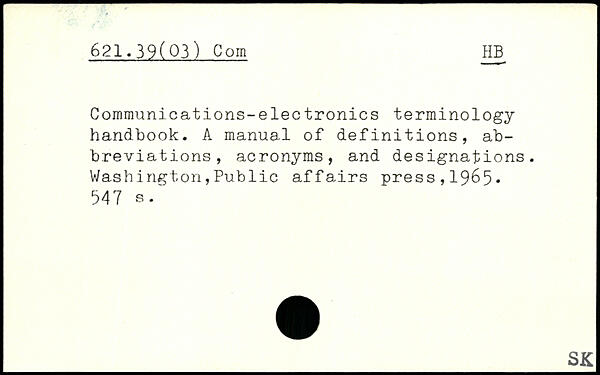 621.39(03) Com HB
Communications-electronics terminology
handbook. A manual of definitions, ab-
breviations, acronyms, and designations.
Washington,Public affairs press,1965.
547 s.
SK